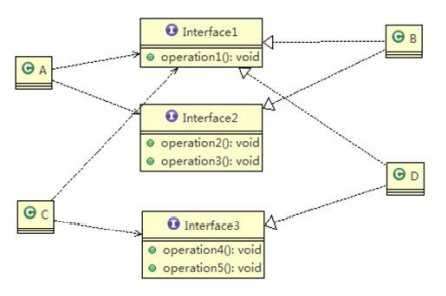 Interface1
operation1(): void
B
A
Interface2
operation2(): void
operation3(): void
D
C
Interface3
operation4(): void
operation5(): void